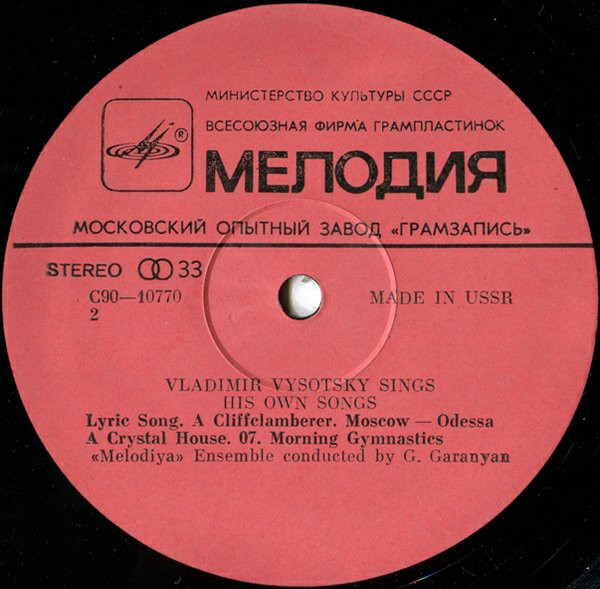 МИНИСТЕРСТВО КУЛЬТУРЫ СССР
ВСЕСОЮЗНАЯ ФИРМА ГРАМПЛАСТИНОК
®
МЕЛОДИЯ
МОСКОВСКИЙ ОПЫТНЫЙ ЗАВОД «ГРАМЗАПИСЬ»
STEREO 33
С90—10770
MADE IN USSR
2
VLADIMIR VYSOTSKY SINGS
HIS OWN SONGS
Lyric Song. A Cliffclamberer. Moscow — Odessa
A Crystal House. 07. Morning Gymnastics
«Melodiya» Ensemble conducted by G. Garanyan